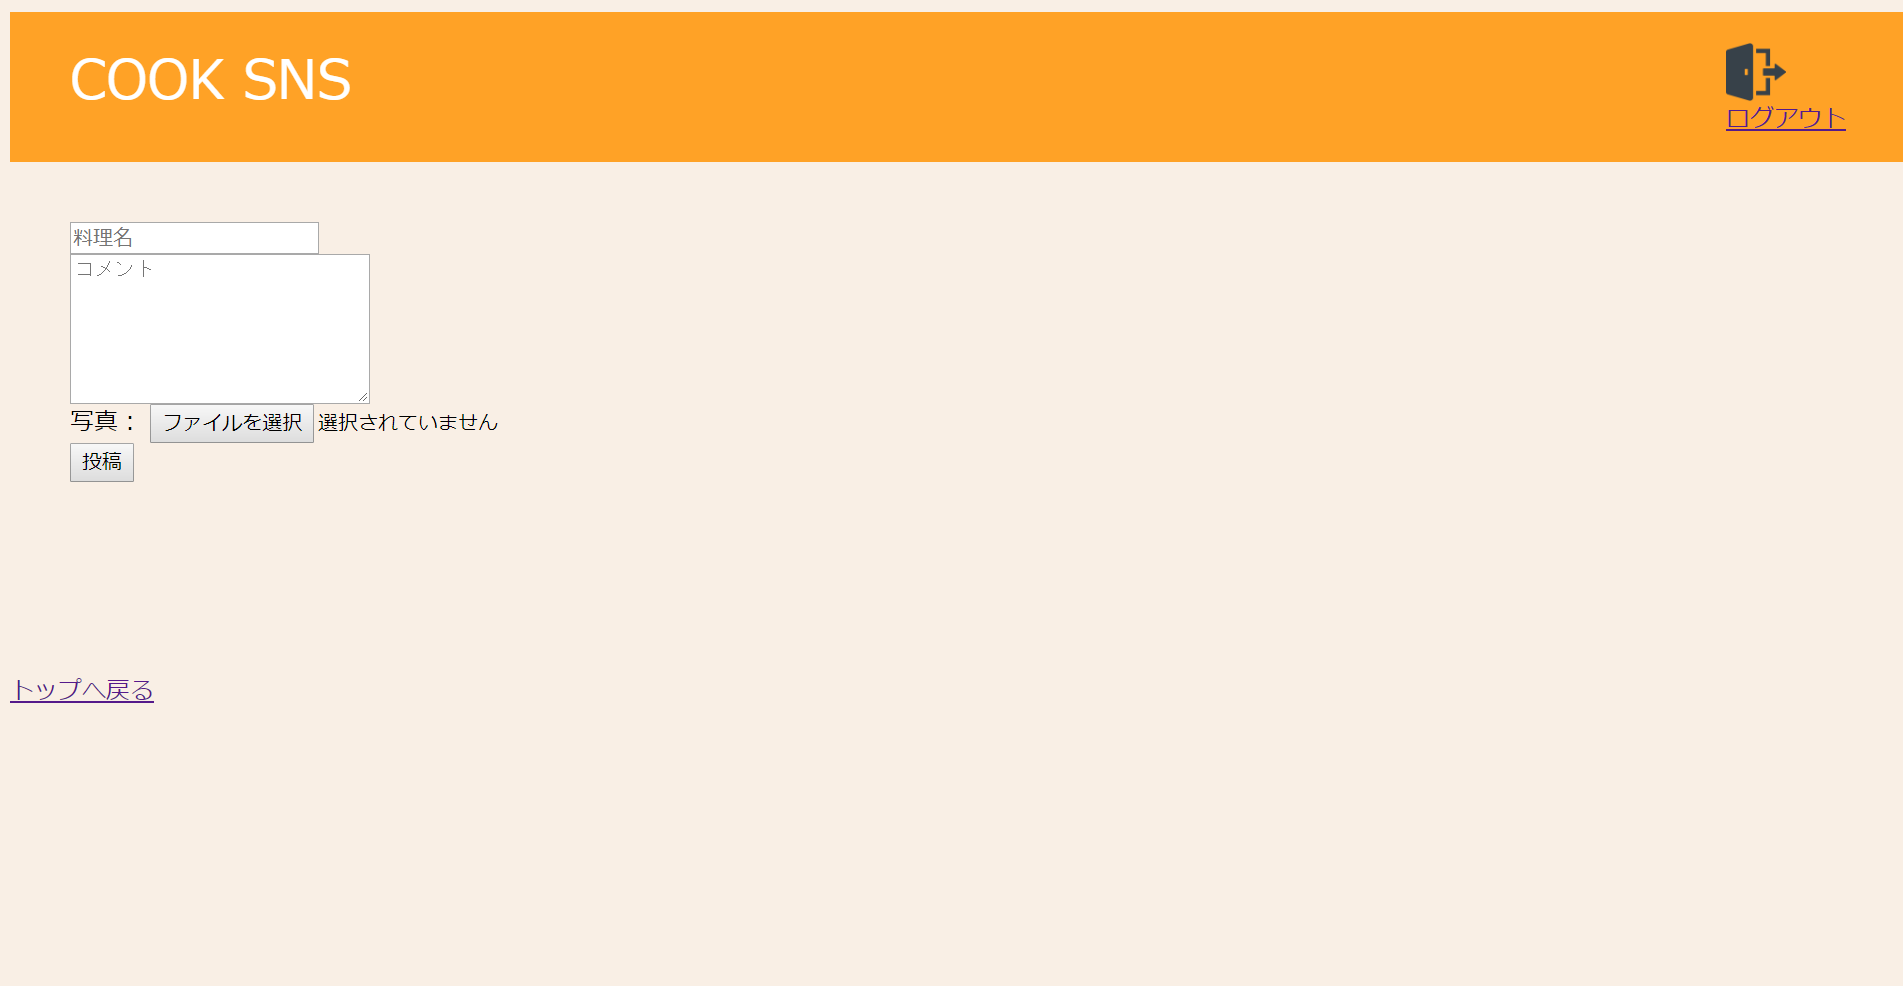 COOK SNS
ログアウト
料理名
コメント
写真： ファイルを選択 選択されていません
投稿
トップへ戻る